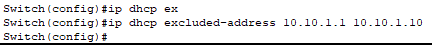 Switch(config)#ip dhcp ex
Switch(config)#ip dhcp excluded-address 10.10.1.1 10.10.1.10
Switch(config)#